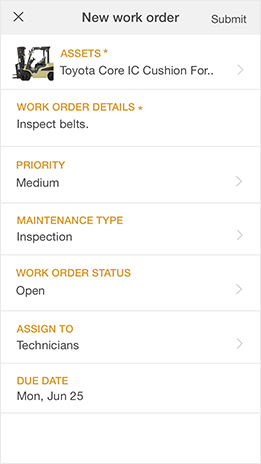 New work order
Submit
ASSETS *
Toyota Core IC Cushion For..
WORK ORDER DETAILS *
Inspect belts.
PRIORITY
Medium
MAINTENANCE TYPE
Inspection
WORK ORDER STATUS
Open
ASSIGN TO
Technicians
DUE DATE
Mon, Jun 25